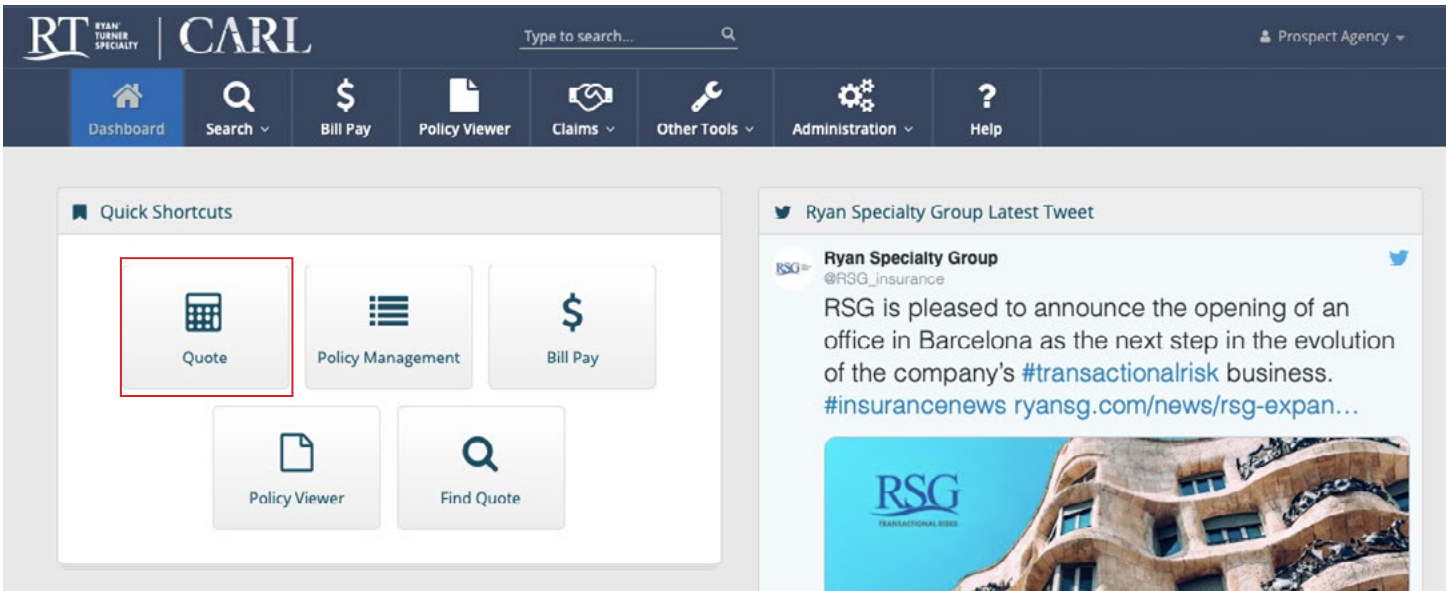 RT RYAN TURNER SPECIALTY | CARL
Type to search...
Prospect Agency
Dashboard
Search
Bill Pay
Policy Viewer
Claims
Other Tools
Administration
Help
Quick Shortcuts
Quote
Policy Management
Bill Pay
Policy Viewer
Find Quote
Ryan Specialty Group Latest Tweet
RSG
Ryan Specialty Group
@RSG_insurance
RSG is pleased to announce the opening of an
office in Barcelona as the next step in the evolution
of the company's #transactionalrisk business.
#insurancenews ryansg.com/news/rsg-expan…
RSG
TRANSACTIONAL RISKS